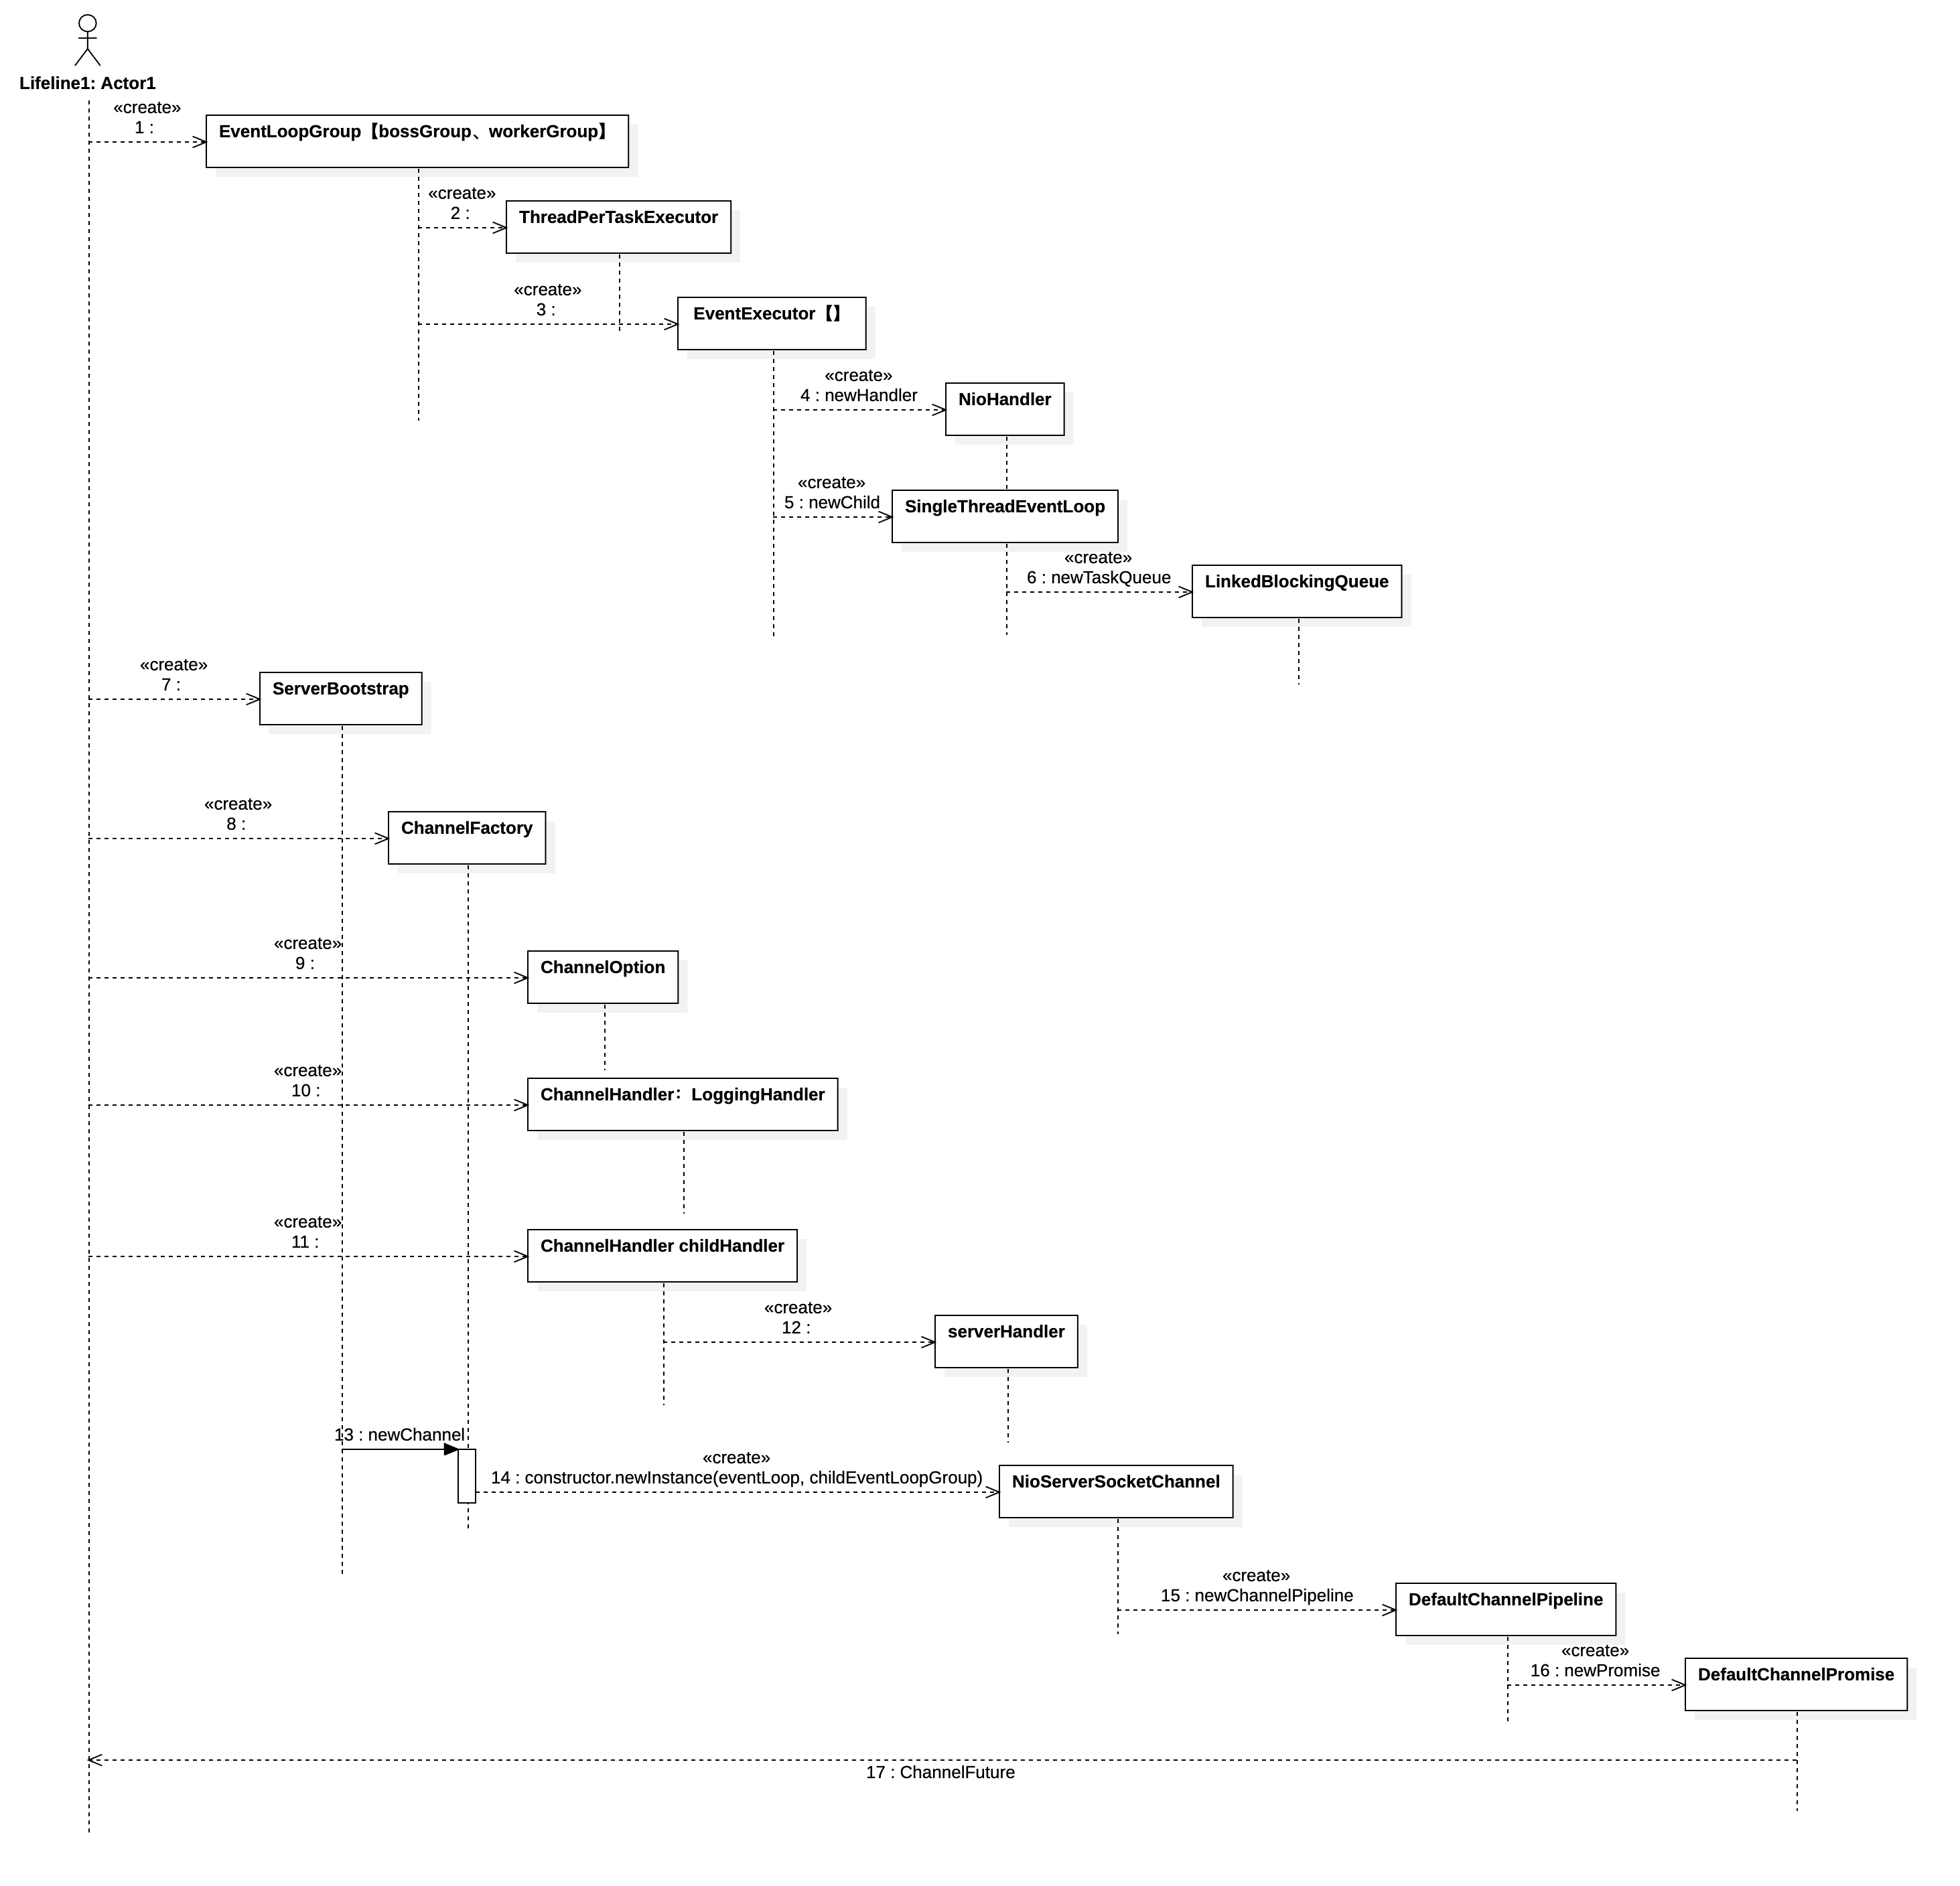 Lifeline1: Actor1
«create»
1 :
EventLoopGroup【bossGroup、workerGroup】
«create»
2 :
ThreadPerTaskExecutor
«create»
3 :
EventExecutor【】
«create»
4 : newHandler
NioHandler
«create»
5 : newChild
SingleThreadEventLoop
«create»
6 : newTaskQueue
LinkedBlockingQueue
«create»
7 :
ServerBootstrap
«create»
8 :
ChannelFactory
«create»
9 :
ChannelOption
«create»
10 :
ChannelHandler：LoggingHandler
«create»
11 :
ChannelHandler childHandler
«create»
12 :
serverHandler
13 : newChannel
«create»
14 : constructor.newInstance(eventLoop, childEventLoopGroup)
NioServerSocketChannel
«create»
15 : newChannelPipeline
DefaultChannelPipeline
«create»
16 : newPromise
DefaultChannelPromise
17 : ChannelFuture